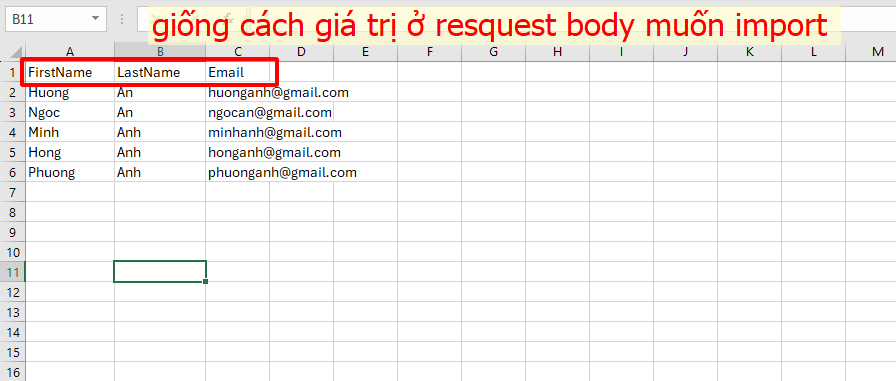 B11
giống cách giá trị ở resquest body muốn import
A B C D E F G H I J K L M
1 FirstName LastName Email
2 Huong An huonganh@gmail.com
3 Ngoc An ngocan@gmail.com
4 Minh Anh minhanh@gmail.com
5 Hong Anh honganh@gmail.com
6 Phuong Anh phuonganh@gmail.com
7
8
9
10
11
12
13
14
15
16